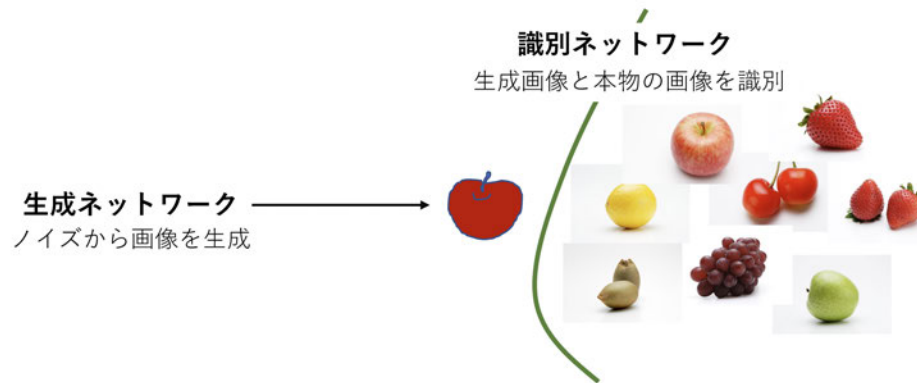 識別ネットワーク
生成画像と本物の画像を識別
生成ネットワーク
ノイズから画像を生成